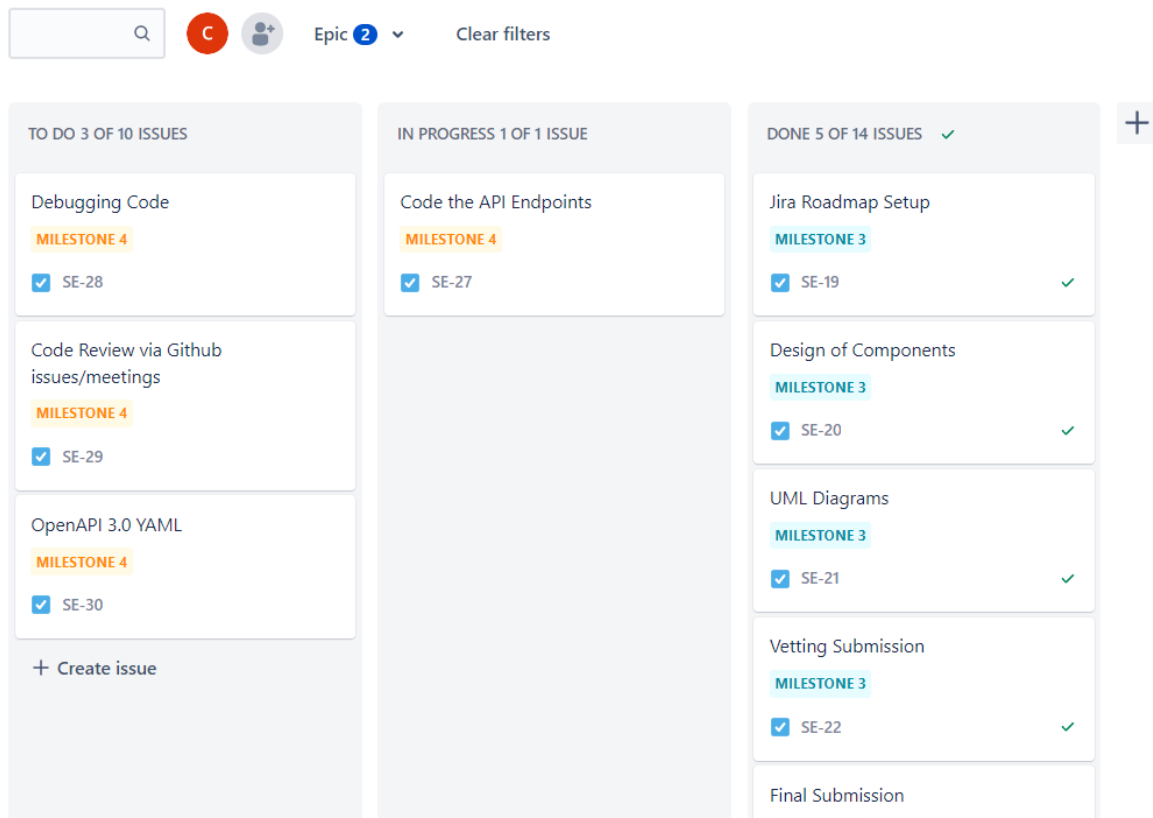 C
Epic 2
Clear filters
TO DO 3 OF 10 ISSUES
Debugging Code
MILESTONE 4
SE-28
Code Review via Github
issues/meetings
MILESTONE 4
SE-29
OpenAPI 3.0 YAML
MILESTONE 4
SE-30
+ Create issue
IN PROGRESS 1 OF 1 ISSUE
Code the API Endpoints
MILESTONE 4
SE-27
DONE 5 OF 14 ISSUES
Jira Roadmap Setup
MILESTONE 3
SE-19
Design of Components
MILESTONE 3
SE-20
UML Diagrams
MILESTONE 3
SE-21
Vetting Submission
MILESTONE 3
SE-22
Final Submission